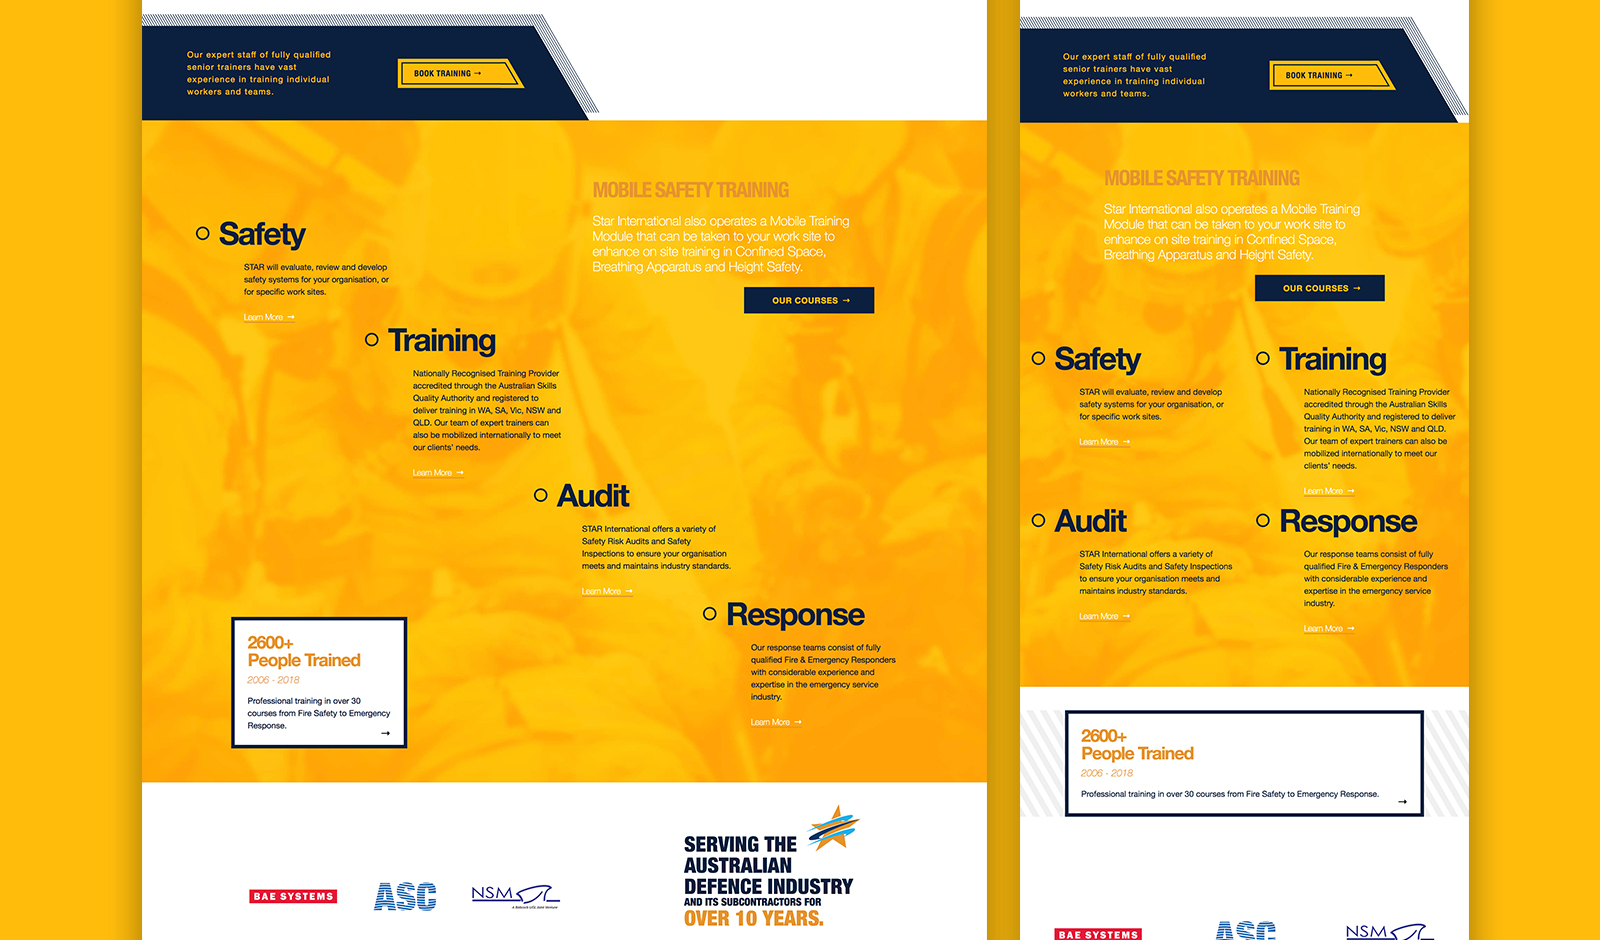 Our expert staff of fully qualified
senior trainers have vast
experience in training individual
workers and teams.
BOOK TRAINING →
MOBILE SAFETY TRAINING
Star International also operates a Mobile Training
Module that can be taken to your work site to
enhance on site training in Confined Space,
Breathing Apparatus and Height Safety.
OUR COURSES →
Safety
STAR will evaluate, review and develop
safety systems for your organisation, or
for specific work sites.
Learn More →
Training
Nationally Recognised Training Provider
accredited through the Australian Skills
Quality Authority and registered to
deliver training in WA, SA, Vic, NSW and
QLD. Our team of expert trainers can
also be mobilized internationally to meet
our clients' needs.
Learn More →
Audit
STAR International offers a variety of
Safety Risk Audits and Safety
Inspections to ensure your organisation
meets and maintains industry standards.
Learn More →
Response
Our response teams consist of fully
qualified Fire & Emergency Responders
with considerable experience and
expertise in the emergency service
industry.
Learn More →
2600+
People Trained
2006 - 2018
Professional training in over 30
courses from Fire Safety to Emergency
Response.
→
BAE SYSTEMS
ASC
NSM
SERVING THE
AUSTRALIAN
DEFENCE INDUSTRY
AND ITS SUBCONTRACTORS FOR
OVER 10 YEARS.
Our expert staff of fully qualified
senior trainers have vast
experience in training individual
workers and teams.
BOOK TRAINING →
MOBILE SAFETY TRAINING
Star International also operates a Mobile Training
Module that can be taken to your work site to
enhance on site training in Confined Space,
Breathing Apparatus and Height Safety.
OUR COURSES →
Safety
STAR will evaluate, review and develop
safety systems for your organisation, or
for specific work sites.
Learn More →
Training
Nationally Recognised Training Provider
accredited through the Australian Skills
Quality Authority and registered to deliver
training in WA, SA, Vic, NSW and QLD.
Our team of expert trainers can also be
mobilized internationally to meet our
clients' needs.
Learn More →
Audit
STAR International offers a variety of
Safety Risk Audits and Safety Inspections
to ensure your organisation meets and
maintains industry standards.
Learn More →
Response
Our response teams consist of fully
qualified Fire & Emergency Responders
with considerable experience and
expertise in the emergency service
industry.
Learn More →
2600+
People Trained
2006 - 2018
Professional training in over 30 courses from Fire Safety to Emergency Response.
→
BAE SYSTEMS
ASC
NSM